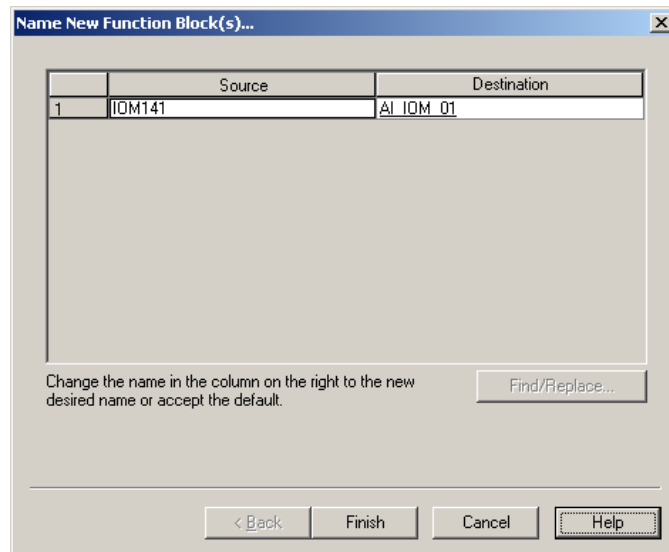 Name New Function Block(s)...
Source Destination
1 IOM141 AI_IOM_01
Change the name in the column on the right to the new
desired name or accept the default.
Find/Replace...
< Back Finish Cancel Help